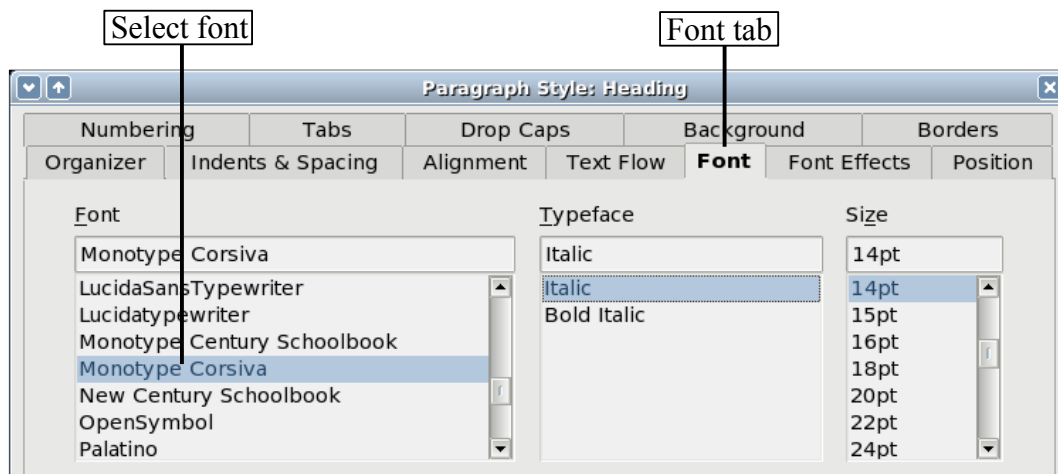 Select font Font tab
Paragraph Style: Heading
Numbering Tabs Drop Caps Background Borders
Organizer Indents & Spacing Alignment Text Flow Font Font Effects Position
Font Typeface Size
Monotype Corsiva Italic 14pt
LucidaSansTypewriter Italic 14pt
Lucidatypewriter Bold Italic 15pt
Monotype Century Schoolbook 16pt
Monotype Corsiva 18pt
New Century Schoolbook 20pt
OpenSymbol 22pt
Palatino 24pt